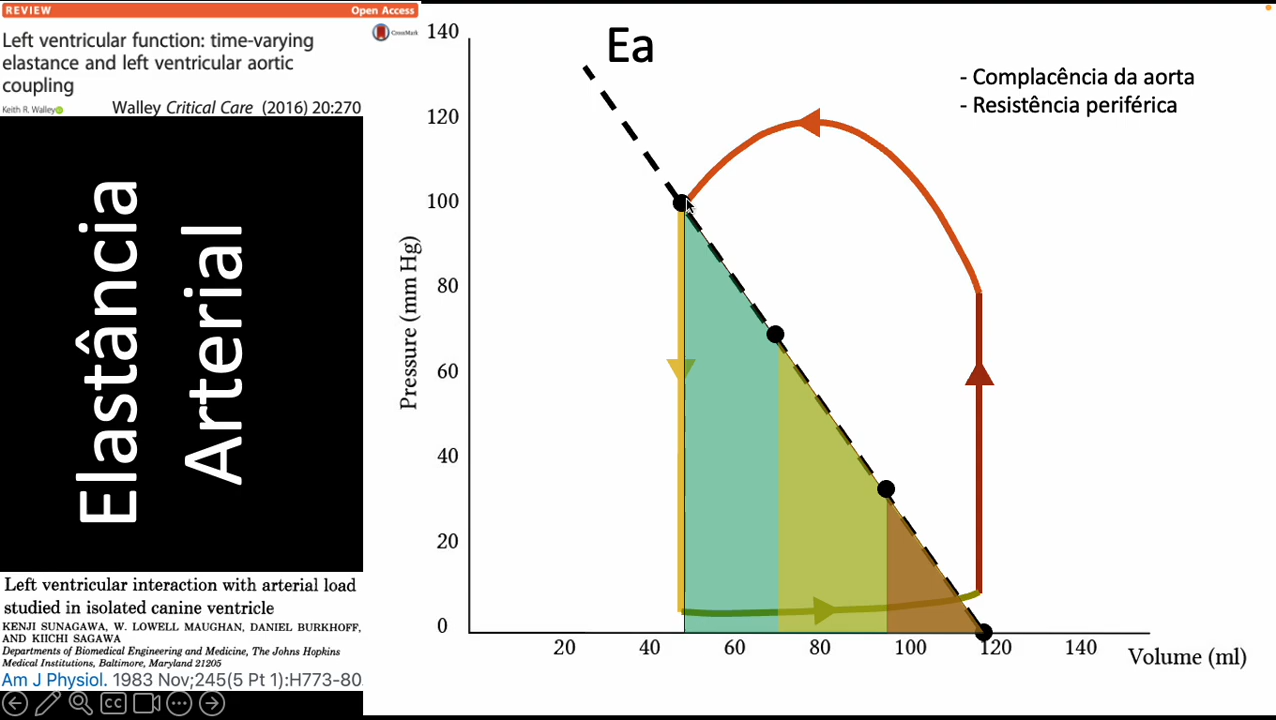 REVIEW
Open Access
CrossMark
Left ventricular function: time-varying
elastance and left ventricular aortic
coupling
Keith R. Walley
Walley Critical Care (2016) 20:270
Elastância
Arterial
Left ventricular interaction with arterial load
studied in isolated canine ventricle
KENJI SUNAGAWA, W. LOWELL MAUGHAN, DANIEL BURKHOFF,
AND KIICHI SAGAWA
Departments of Biomedical Engineering and Medicine, The Johns Hopkins
Medical Institutions, Baltimore, Maryland 21205
Am J Physiol. 1983 Nov;245(5 Pt 1):H773-80
CC
Ea
- Complacência da aorta
- Resistência periférica
Pressure (mm Hg)
140
120
100
80
60
40
20
0
20 40 60 80 100 120 140
Volume (ml)